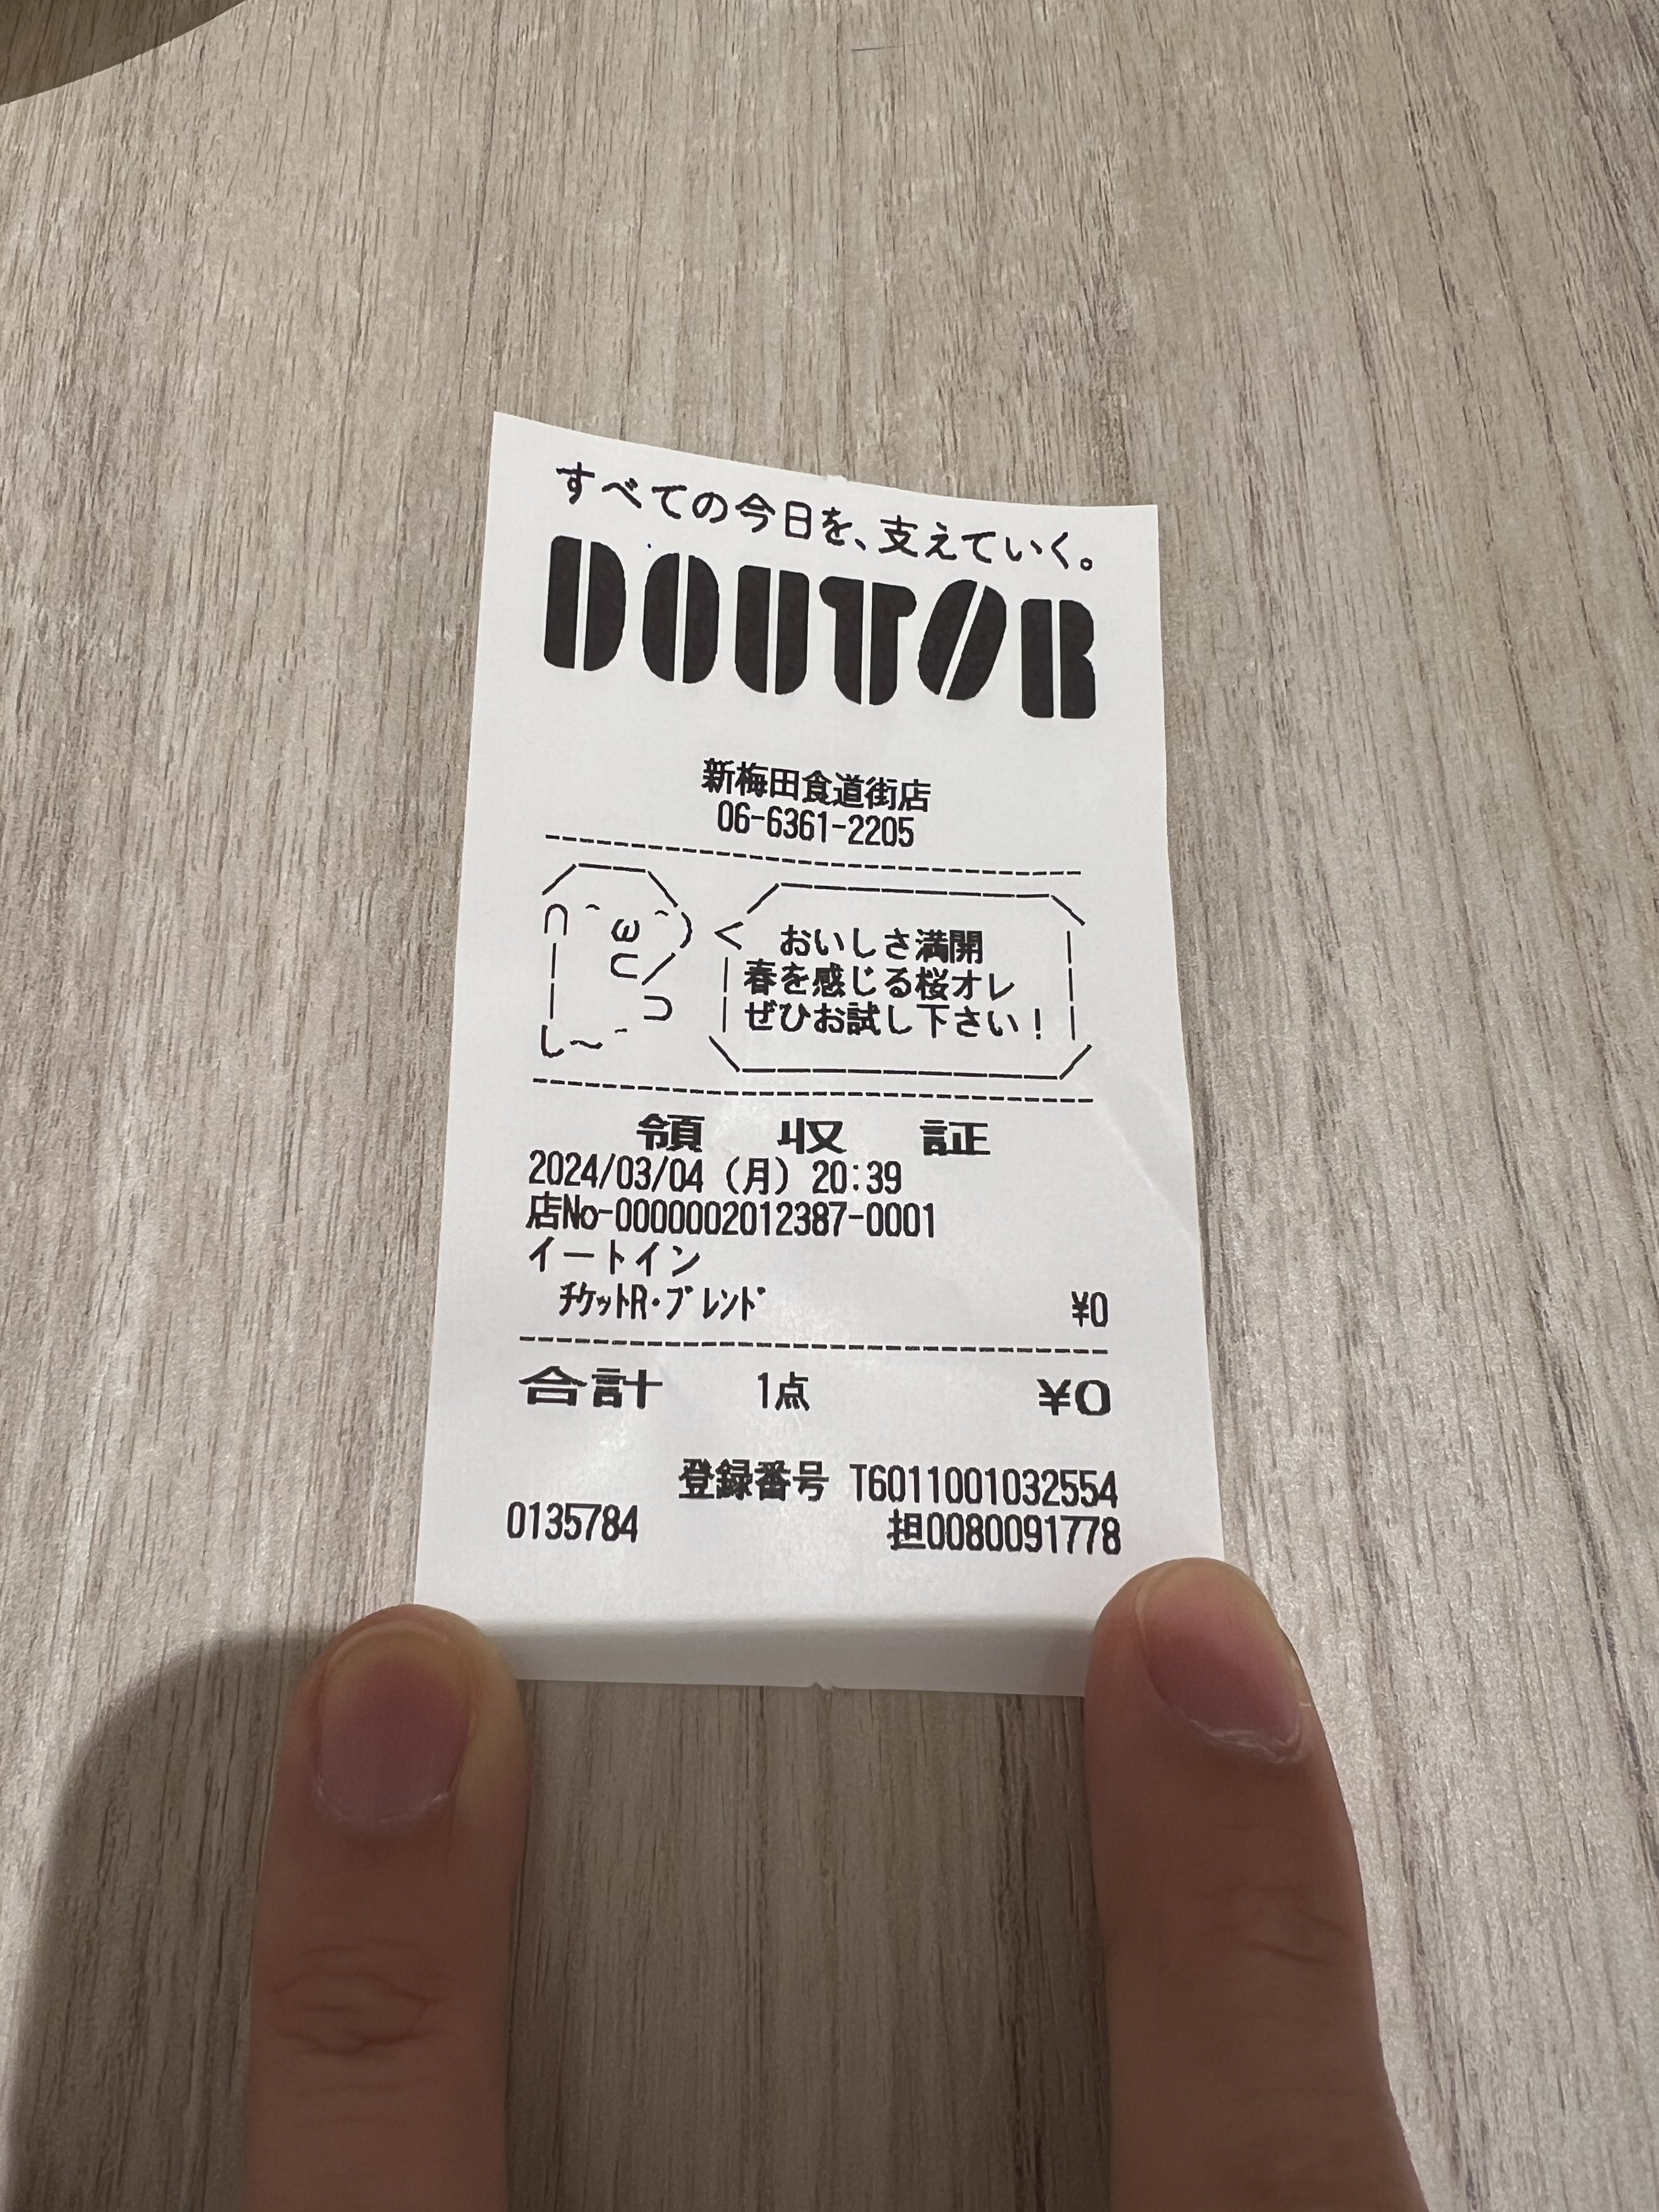 すべての今日を、支えていく。
DOUTOR
新梅田食道街店
06-6361-2205
おいしさ満開
春を感じる桜オレ
ぜひお試し下さい！
領収証
2024/03/04（月）20:39
店No-0000002012387-0001
イートイン
ﾁｹｯﾄR・ﾌﾞﾚﾝﾄﾞ ¥0
合計 1点 ¥0
登録番号 T6011001032554
0135784 担0080091778